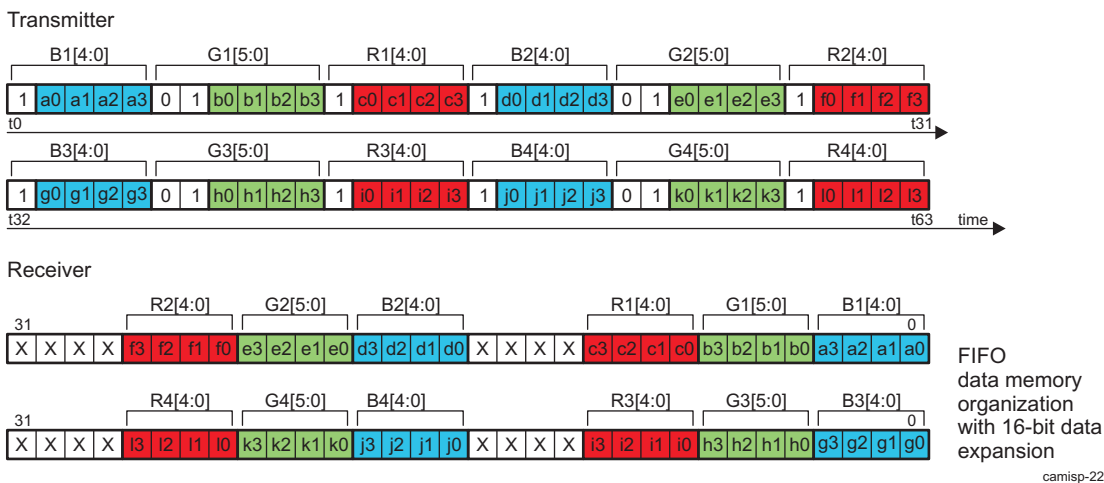 Transmitter
B1[4:0] G1[5:0] R1[4:0] B2[4:0] G2[5:0] R2[4:0]
1 a0 a1 a2 a3 0 1 b0 b1 b2 b3 1 c0 c1 c2 c3 1 d0 d1 d2 d3 0 1 e0 e1 e2 e3 1 f0 f1 f2 f3
t0 t31
B3[4:0] G3[5:0] R3[4:0] B4[4:0] G4[5:0] R4[4:0]
1 g0 g1 g2 g3 0 1 h0 h1 h2 h3 1 i0 i1 i2 i3 1 j0 j1 j2 j3 0 1 k0 k1 k2 k3 1 l0 l1 l2 l3
t32 t63 time
Receiver
R2[4:0] G2[5:0] B2[4:0] R1[4:0] G1[5:0] B1[4:0]
31 0
X X X X f3 f2 f1 f0 e3 e2 e1 e0 d3 d2 d1 d0 X X X X c3 c2 c1 c0 b3 b2 b1 b0 a3 a2 a1 a0
R4[4:0] G4[5:0] B4[4:0] R3[4:0] G3[5:0] B3[4:0]
31 0
X X X X l3 l2 l1 l0 k3 k2 k1 k0 j3 j2 j1 j0 X X X X i3 i2 i1 i0 h3 h2 h1 h0 g3 g2 g1 g0
FIFO
data memory
organization
with 16-bit data
expansion
camisp-22